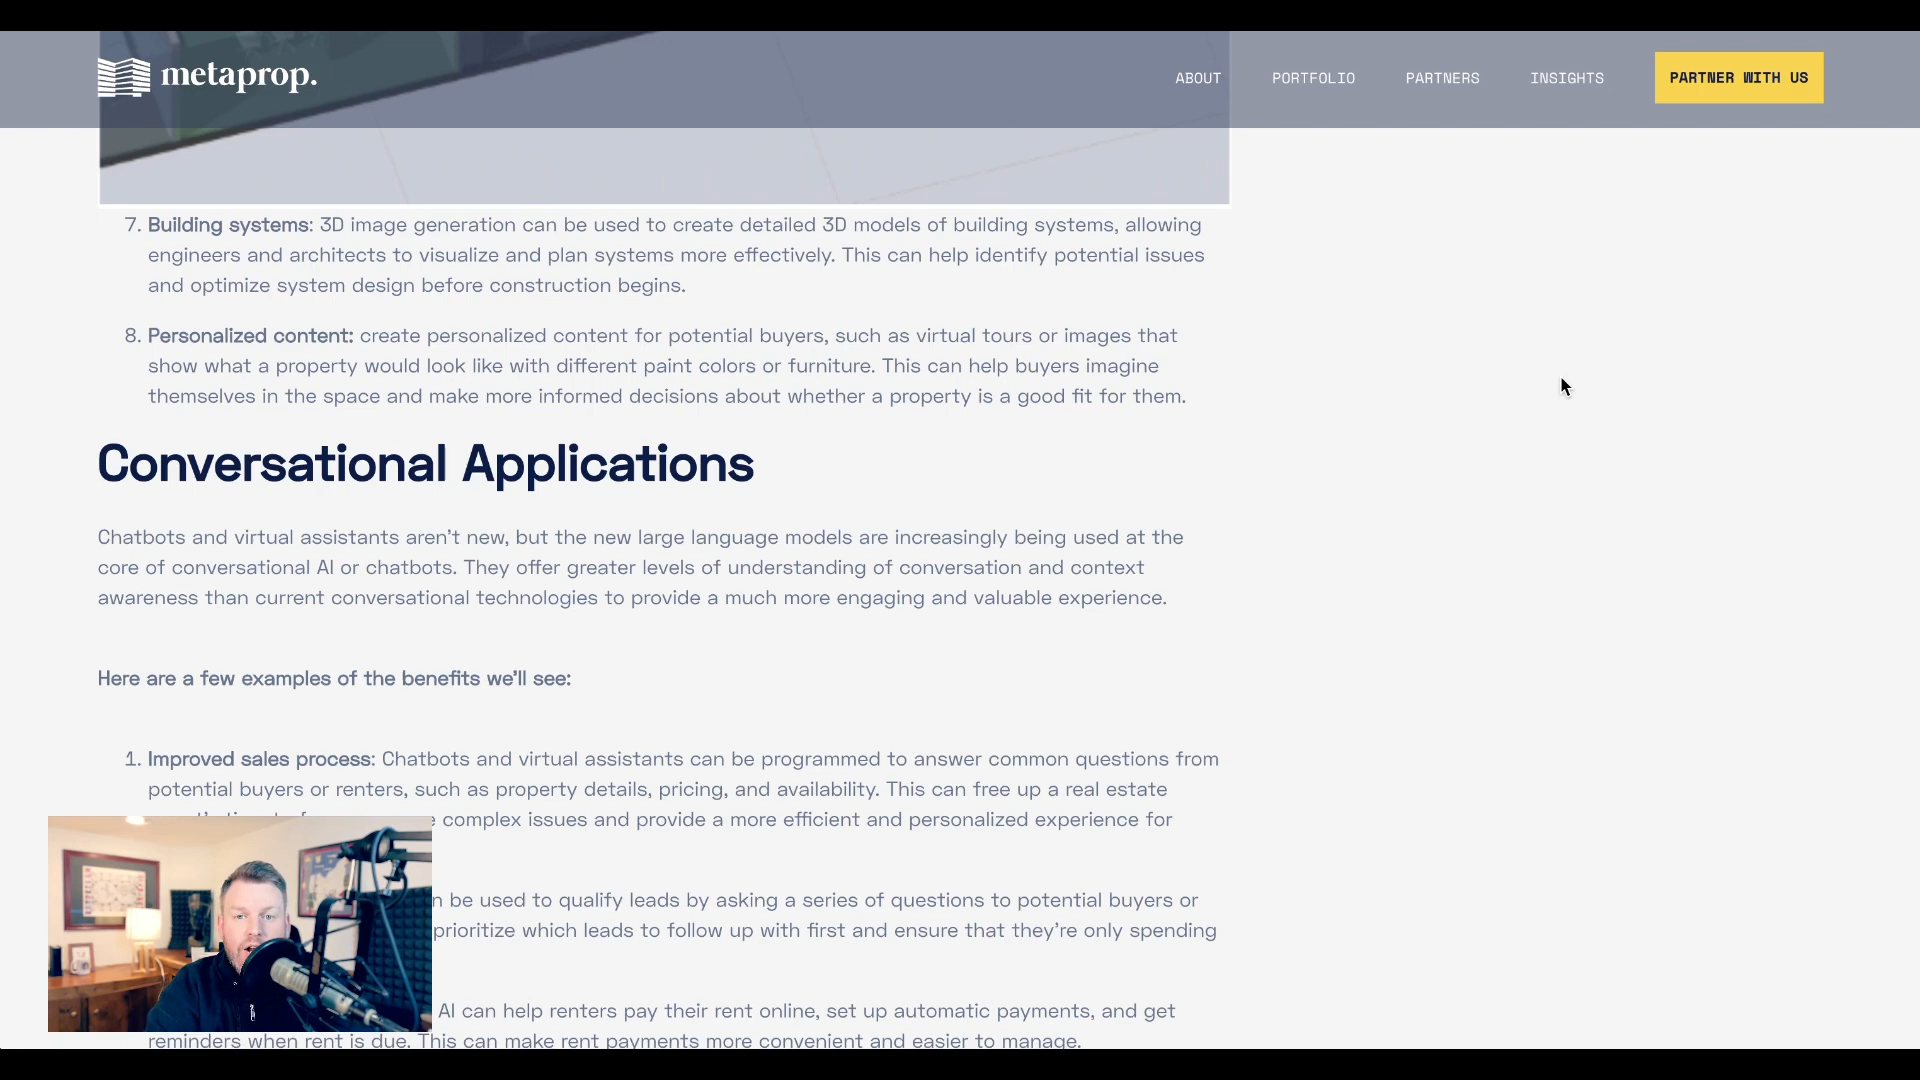 metaprop.
ABOUT
PORTFOLIO
PARTNERS
INSIGHTS
PARTNER WITH US
7. Building systems: 3D image generation can be used to create detailed 3D models of building systems, allowing
engineers and architects to visualize and plan systems more effectively. This can help identify potential issues
and optimize system design before construction begins.
8. Personalized content: create personalized content for potential buyers, such as virtual tours or images that
show what a property would look like with different paint colors or furniture. This can help buyers imagine
themselves in the space and make more informed decisions about whether a property is a good fit for them.
Conversational Applications
Chatbots and virtual assistants aren't new, but the new large language models are increasingly being used at the
core of conversational AI or chatbots. They offer greater levels of understanding of conversation and context
awareness than current conversational technologies to provide a much more engaging and valuable experience.
Here are a few examples of the benefits we'll see:
1. Improved sales process: Chatbots and virtual assistants can be programmed to answer common questions from
potential buyers or renters, such as property details, pricing, and availability. This can free up a real estate
complex issues and provide a more efficient and personalized experience for
be used to qualify leads by asking a series of questions to potential buyers or
prioritize which leads to follow up with first and ensure that they're only spending
AI can help renters pay their rent online, set up automatic payments, and get
reminders when rent is due. This can make rent payments more convenient and easier to manage.